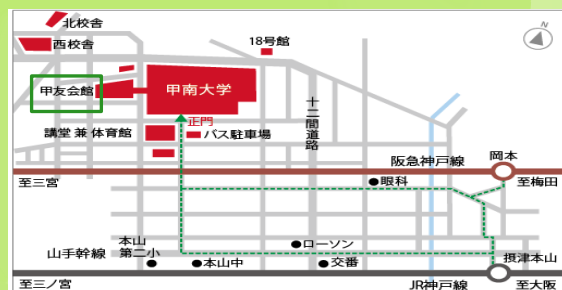 北校舎
西校舎
18号館
N
甲友会館
甲南大学
十二間道路
正門
講堂 兼 体育館
バス駐車場
阪急神戸線
岡本
至三宮
眼科
至梅田
本山
第二小
山手幹線
本山中
ローソン
交番
摂津本山
至三ノ宮
JR神戸線
至大阪